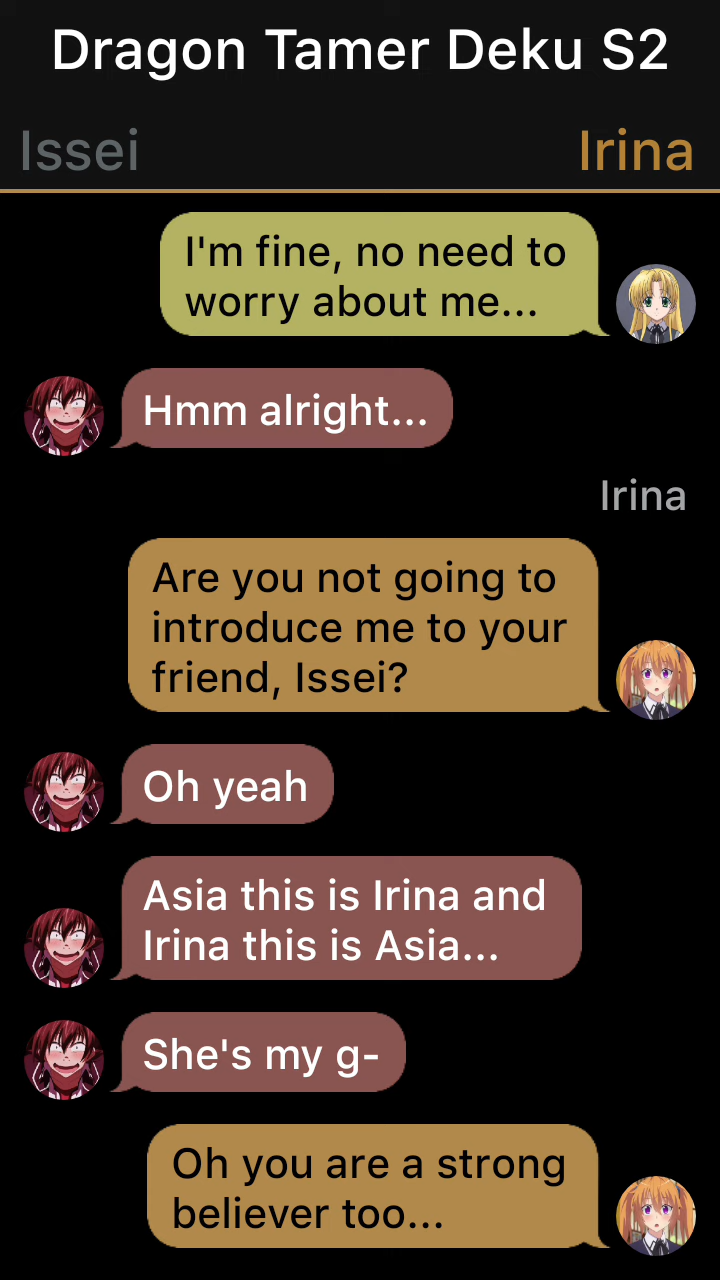 Dragon Tamer Deku S2
Issei
Irina
I'm fine, no need to
worry about me...
Hmm alright...
Irina
Are you not going to
introduce me to your
friend, Issei?
Oh yeah
Asia this is Irina and
Irina this is Asia...
She's my g-
Oh you are a strong
believer too...